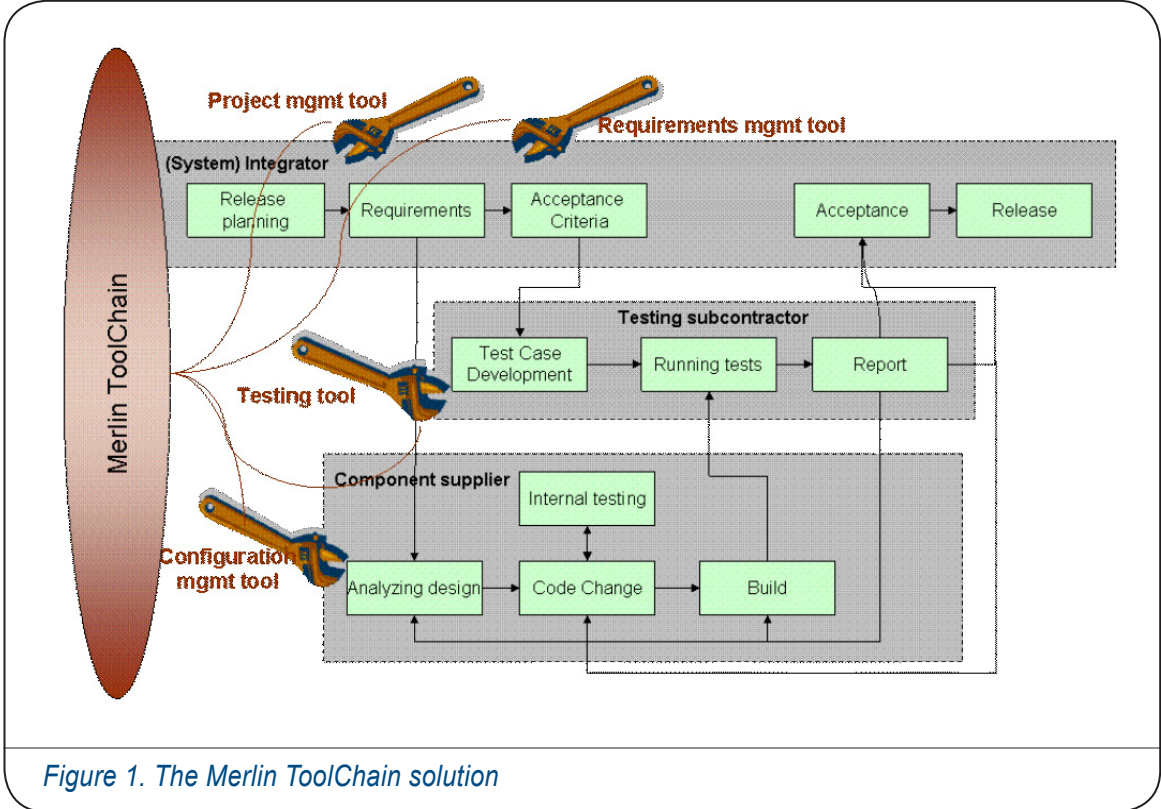 Project mgmt tool
Requirements mgmt tool
(System) Integrator
Release
planning
Requirements
Acceptance
Criteria
Acceptance
Release
Merlin ToolChain
Testing subcontractor
Test Case
Development
Running tests
Report
Testing tool
Component supplier
Internal testing
Configuration
mgmt tool
Analyzing design
Code Change
Build
Figure 1. The Merlin ToolChain solution